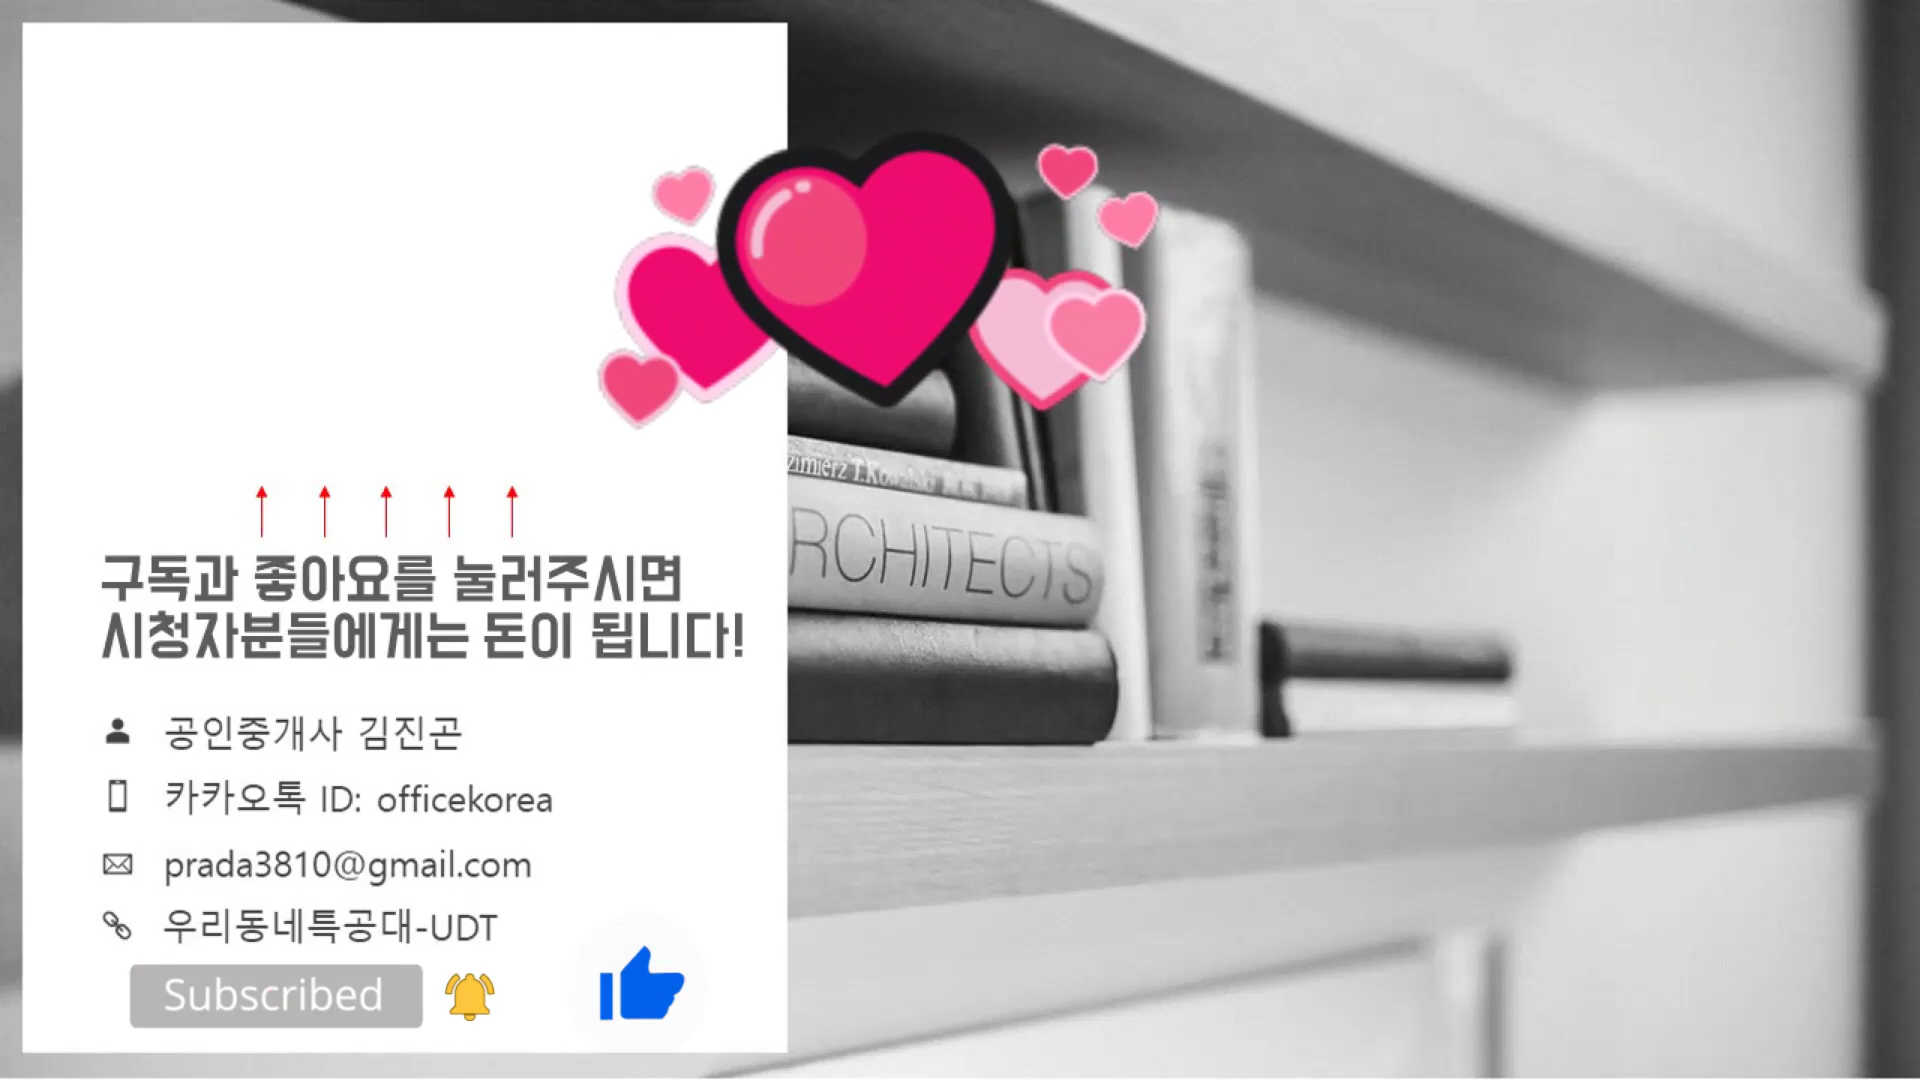 구독과 좋아요를 눌러주시면
시청자분들에게는 돈이 됩니다!
공인중개사 김진곤
카카오톡 ID: officekorea
prada3810@gmail.com
우리동네특공대-UDT
Subscribed
zimierz T.Kowalski
RCHITECTS